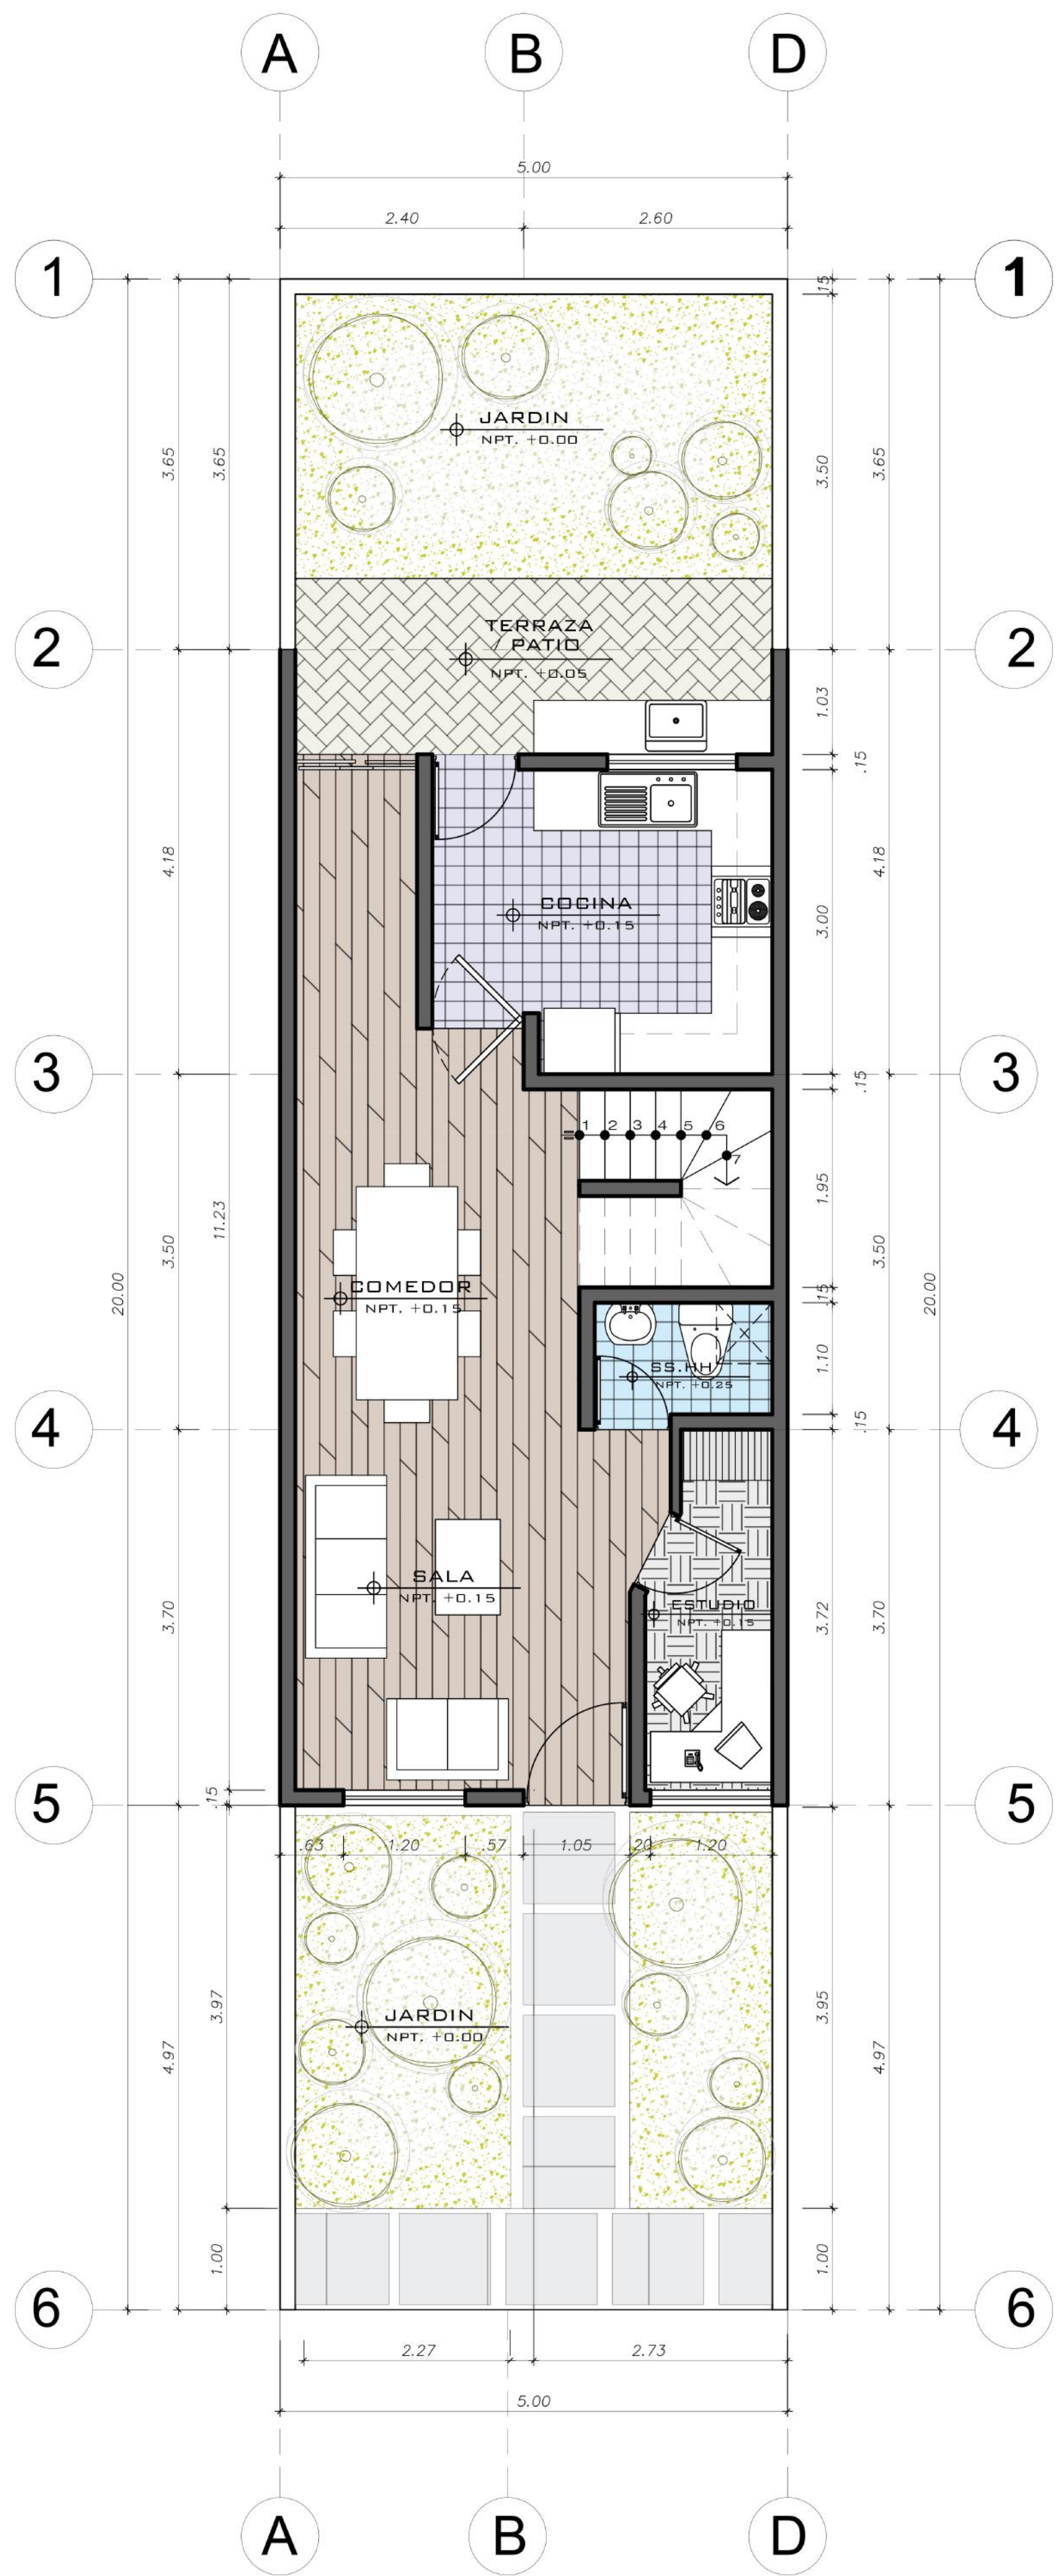 A B D
5.00
2.40 2.60
1 1
.15
JARDIN
NPT. +0.00
3.65 3.65 3.50 3.65
2 2
TERRAZA
/ PATIO
NPT. +0.05
1.03
.15
4.18 4.18
COCINA
NPT. +0.15
3.00
3 3
.15
1 2 3 4 5 6
7
1.95
11.23
3.50 3.50
20.00 20.00
COMEDOR
NPT. +0.15
.15
SS.HH
NPT. +0.25
1.10
.15
4 4
SALA
NPT. +0.15
ESTUDIO
NPT. +0.15
3.70 3.72 3.70
5 5
.15
.63 1.20 .57 1.05 .20 1.20
JARDIN
NPT. +0.00
3.97 3.95
4.97 4.97
1.00 1.00
6 6
2.27 2.73
5.00
A B D